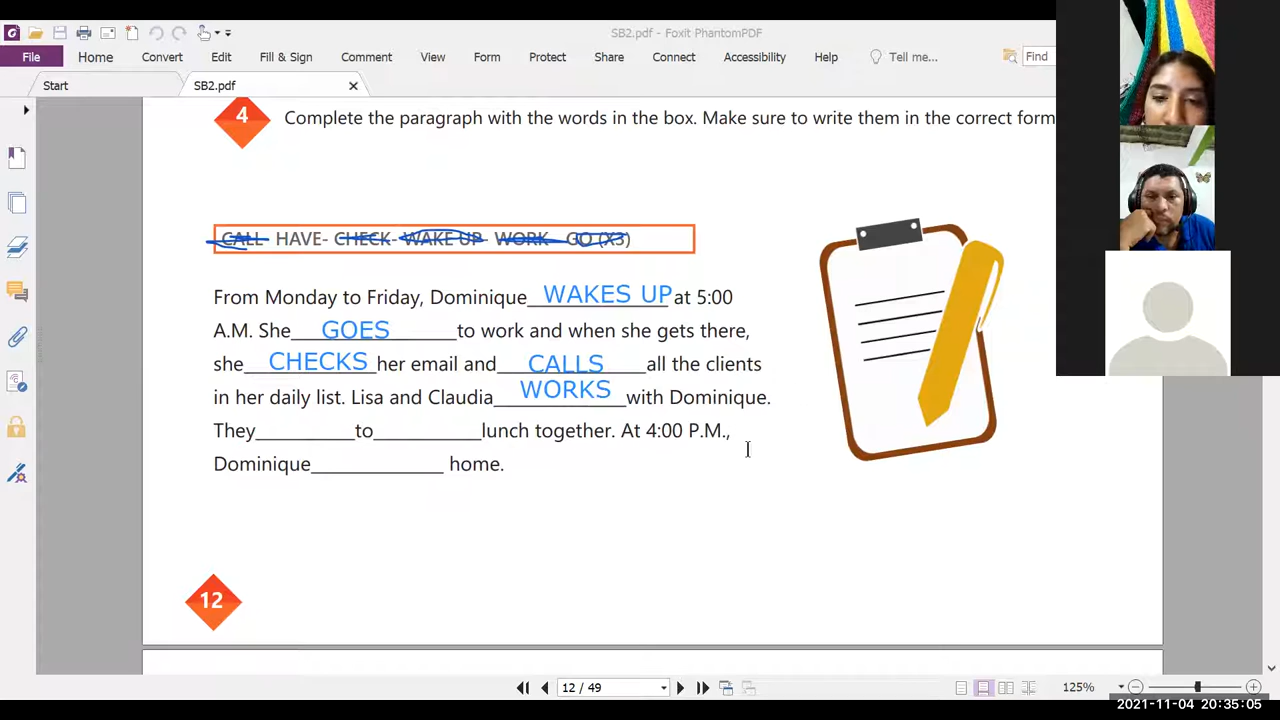 SB2.pdf - Foxit PhantomPDF
File Home Convert Edit Fill & Sign Comment View Form Protect Share Connect Accessibility Help Tell me... Find
Start SB2.pdf
4 Complete the paragraph with the words in the box. Make sure to write them in the correct form
CALL- HAVE- CHECK- WAKE UP- WORK- GO (X3)
From Monday to Friday, Dominique WAKES UP at 5:00
A.M. She GOES to work and when she gets there,
she CHECKS her email and CALLS all the clients
in her daily list. Lisa and Claudia WORKS with Dominique.
They__________to___________lunch together. At 4:00 P.M.,
Dominique_____________ home.
12
12 / 49 125%
2021-11-04 20:35:05